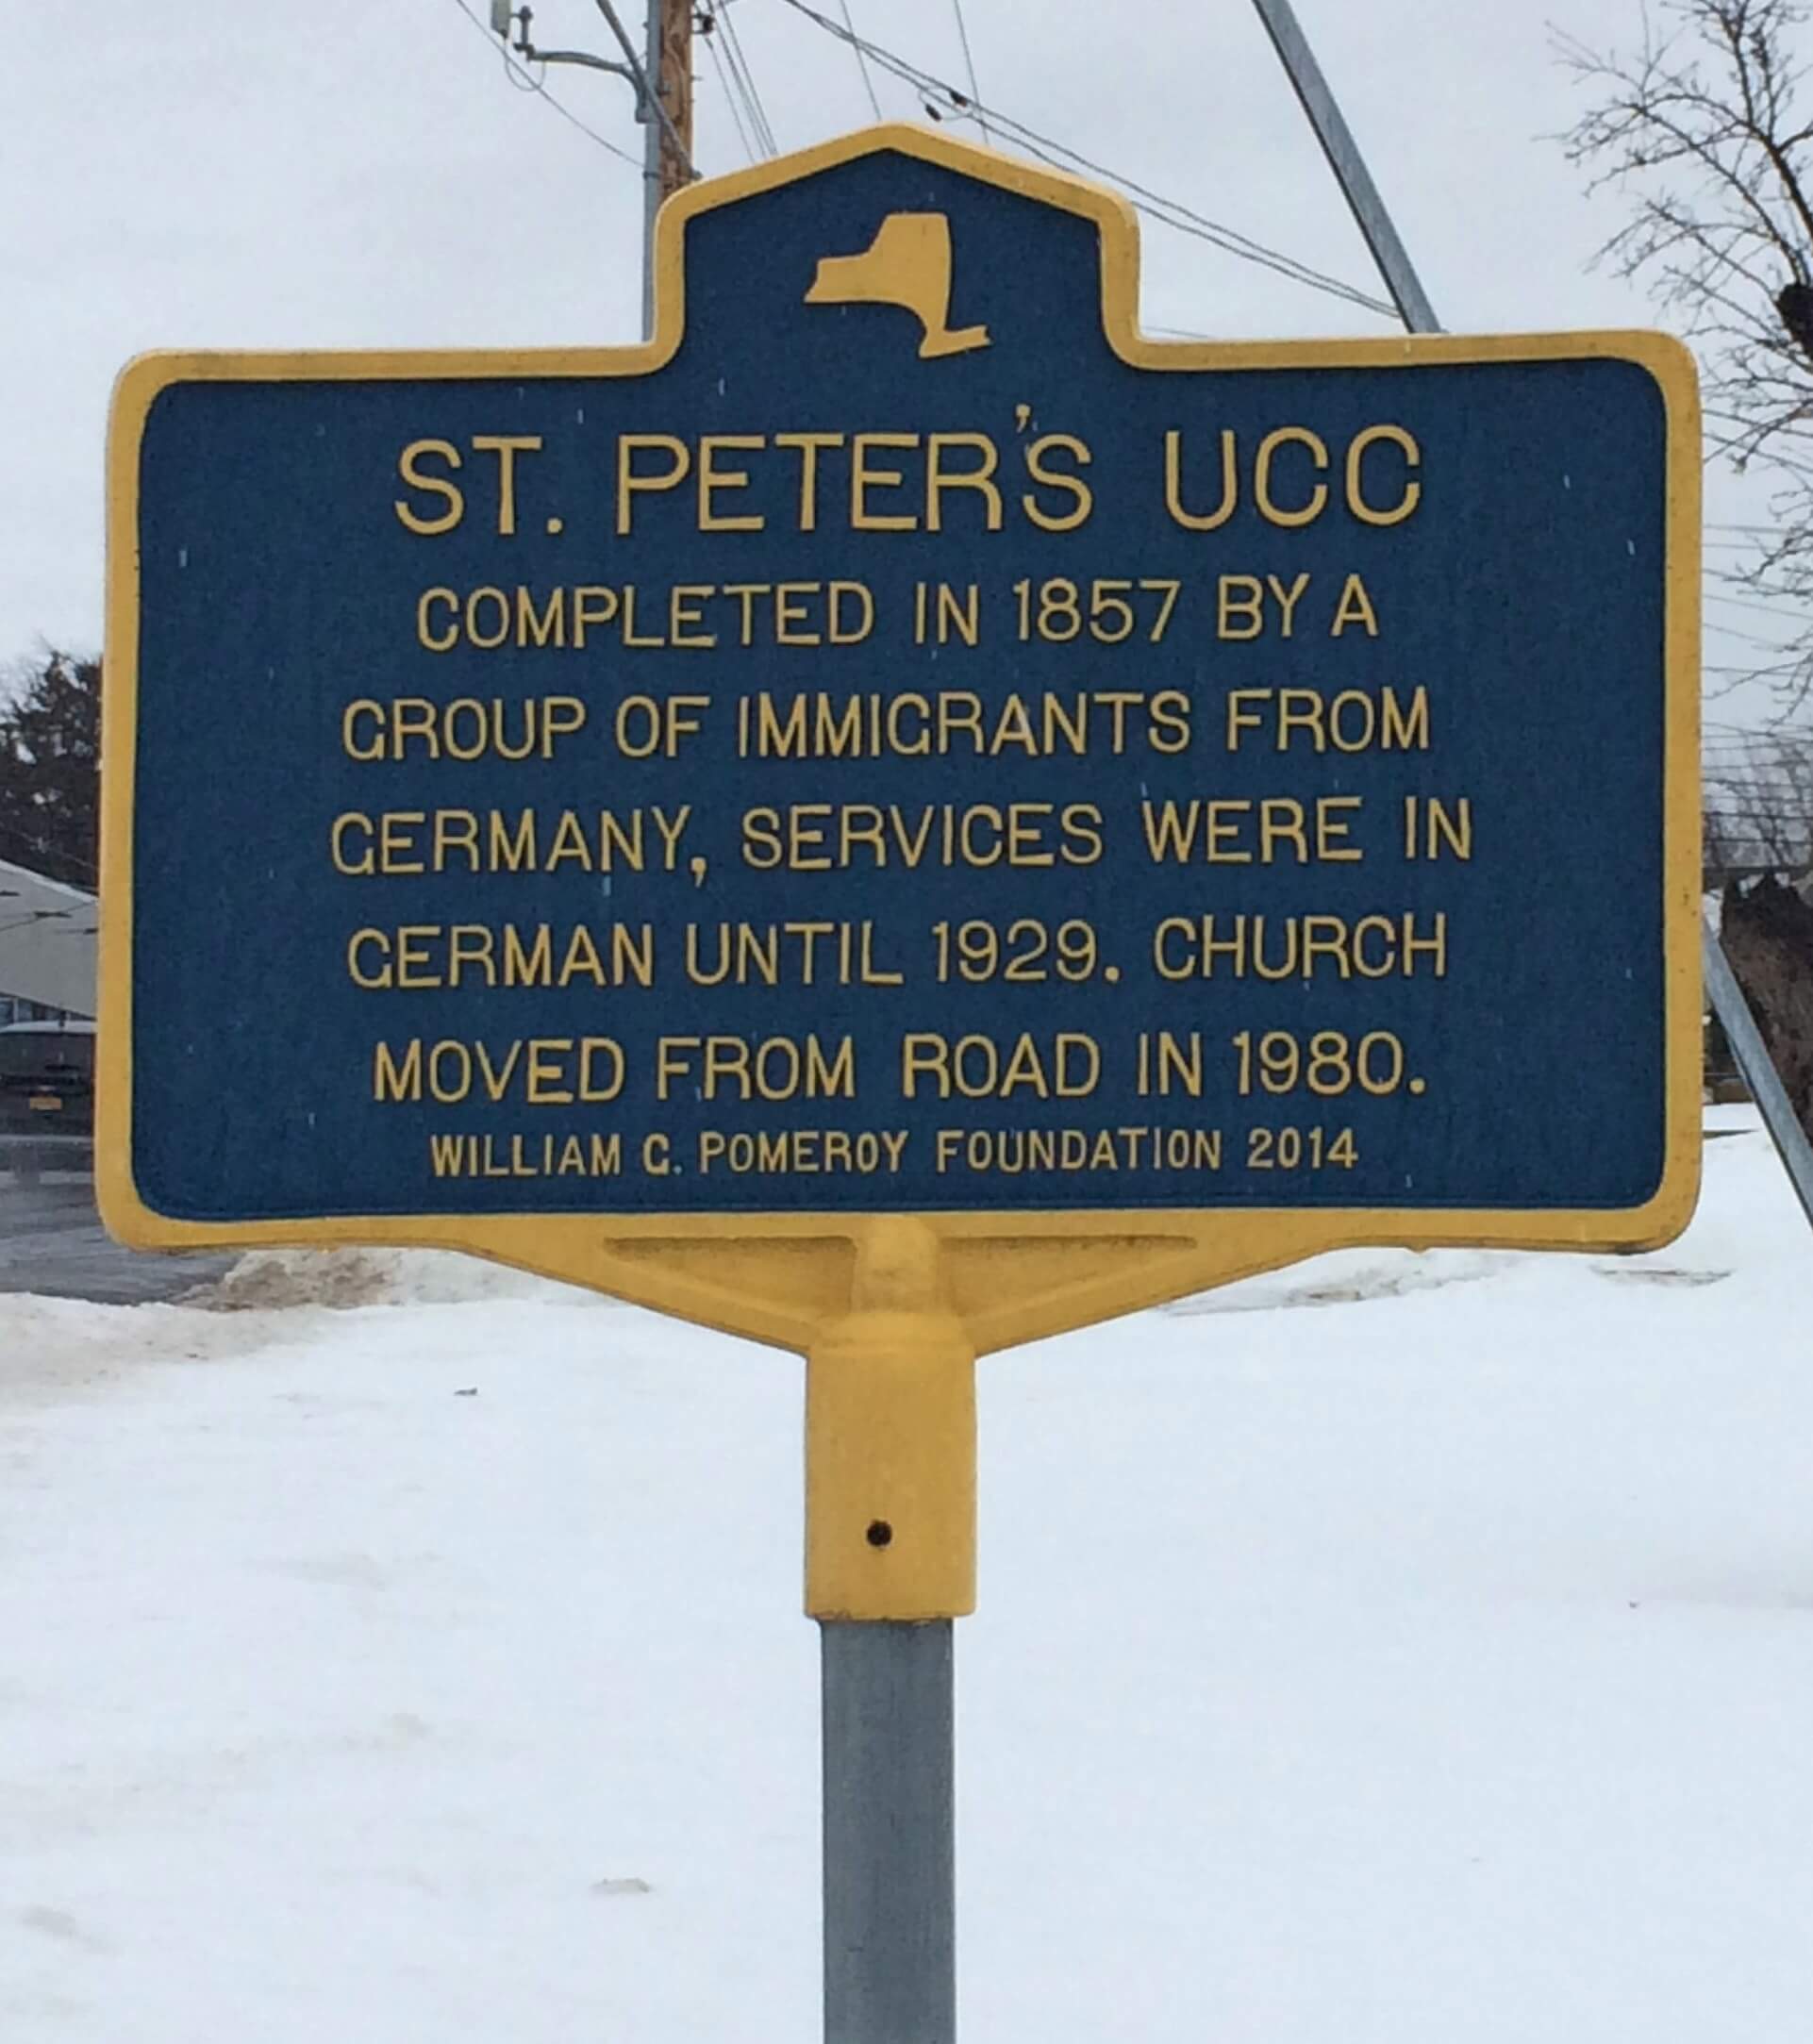 ST. PETER'S UCC
COMPLETED IN 1857 BY A
GROUP OF IMMIGRANTS FROM
GERMANY, SERVICES WERE IN
GERMAN UNTIL 1929. CHURCH
MOVED FROM ROAD IN 1980.
WILLIAM G. POMEROY FOUNDATION 2014